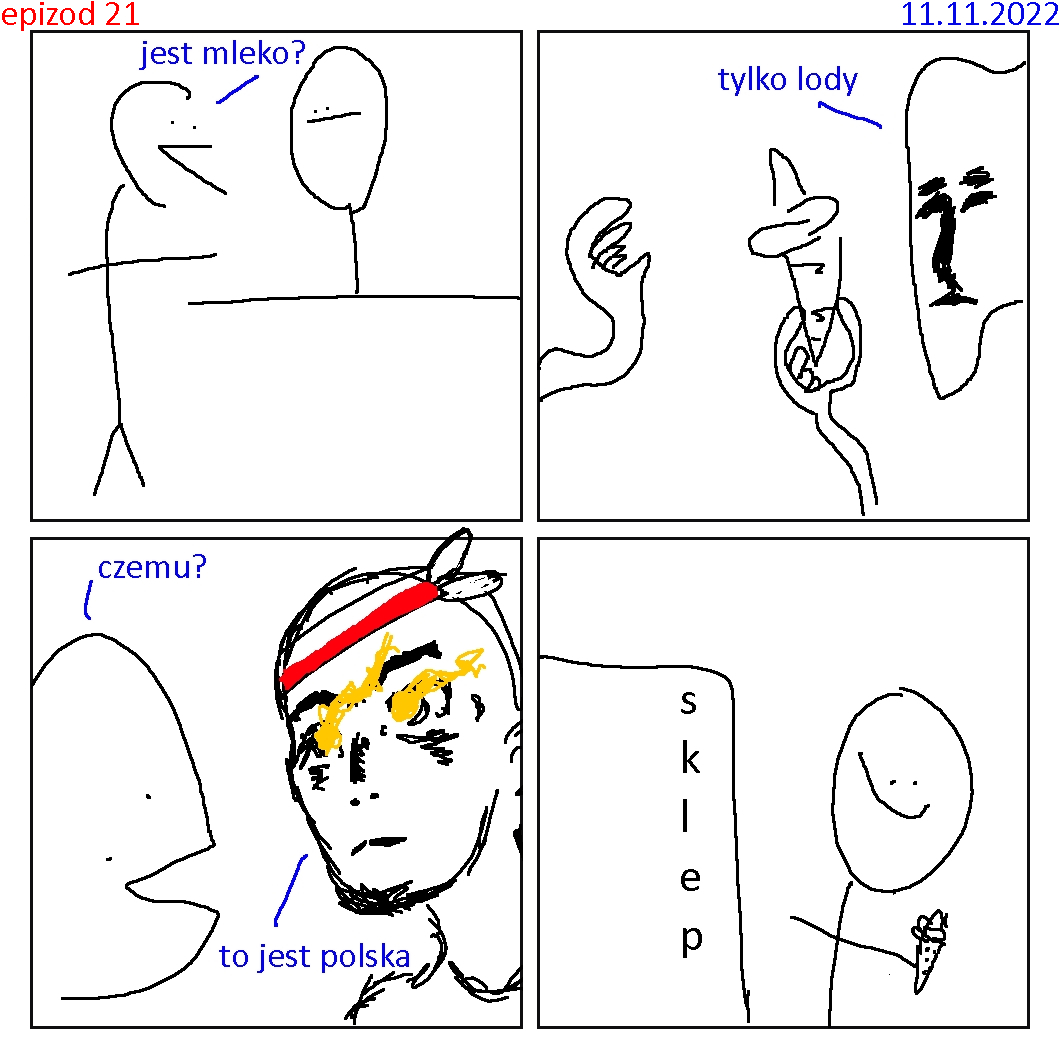 epizod 21
11.11.2022
jest mleko?
tylko lody
czemu?
to jest polska
s
k
l
e
p